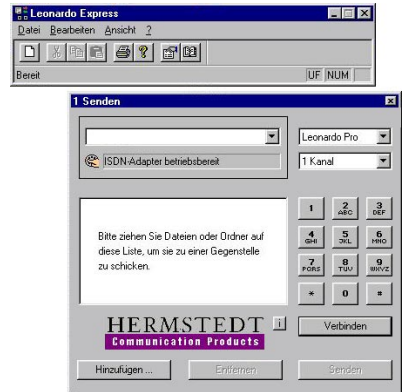 Leonardo Express
Datei Bearbeiten Ansicht ?
Bereit UF NUM
1 Senden
Leonardo Pro
ISDN-Adapter betriebsbereit 1 Kanal
Bitte ziehen Sie Dateien oder Ordner auf
diese Liste, um sie zu einer Gegenstelle
zu schicken.
1 2 ABC 3 DEF
4 GHI 5 JKL 6 MNO
7 PQRS 8 TUV 9 WXYZ
* 0 #
HERMSTEDT i Verbinden
Communication Products
Hinzufügen ... Entfernen Senden